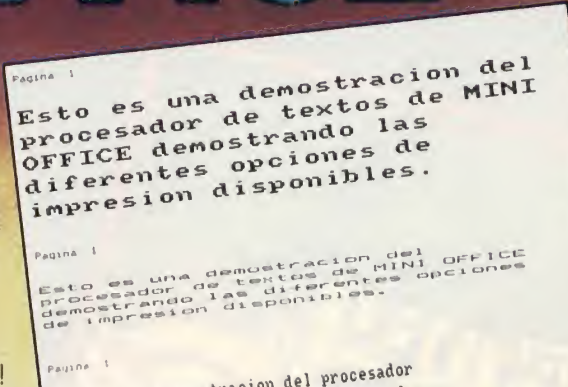 Pagina 1
Esto es una demostracion del
procesador de textos de MINI
OFFICE demostrando las
diferentes opciones de
impresion disponibles.
Pagina 1
Esto es una demostracion del
procesador de textos de MINI OFFICE
demostrando las diferentes opciones
de impresion disponibles.
Pagina 1
del procesador
!